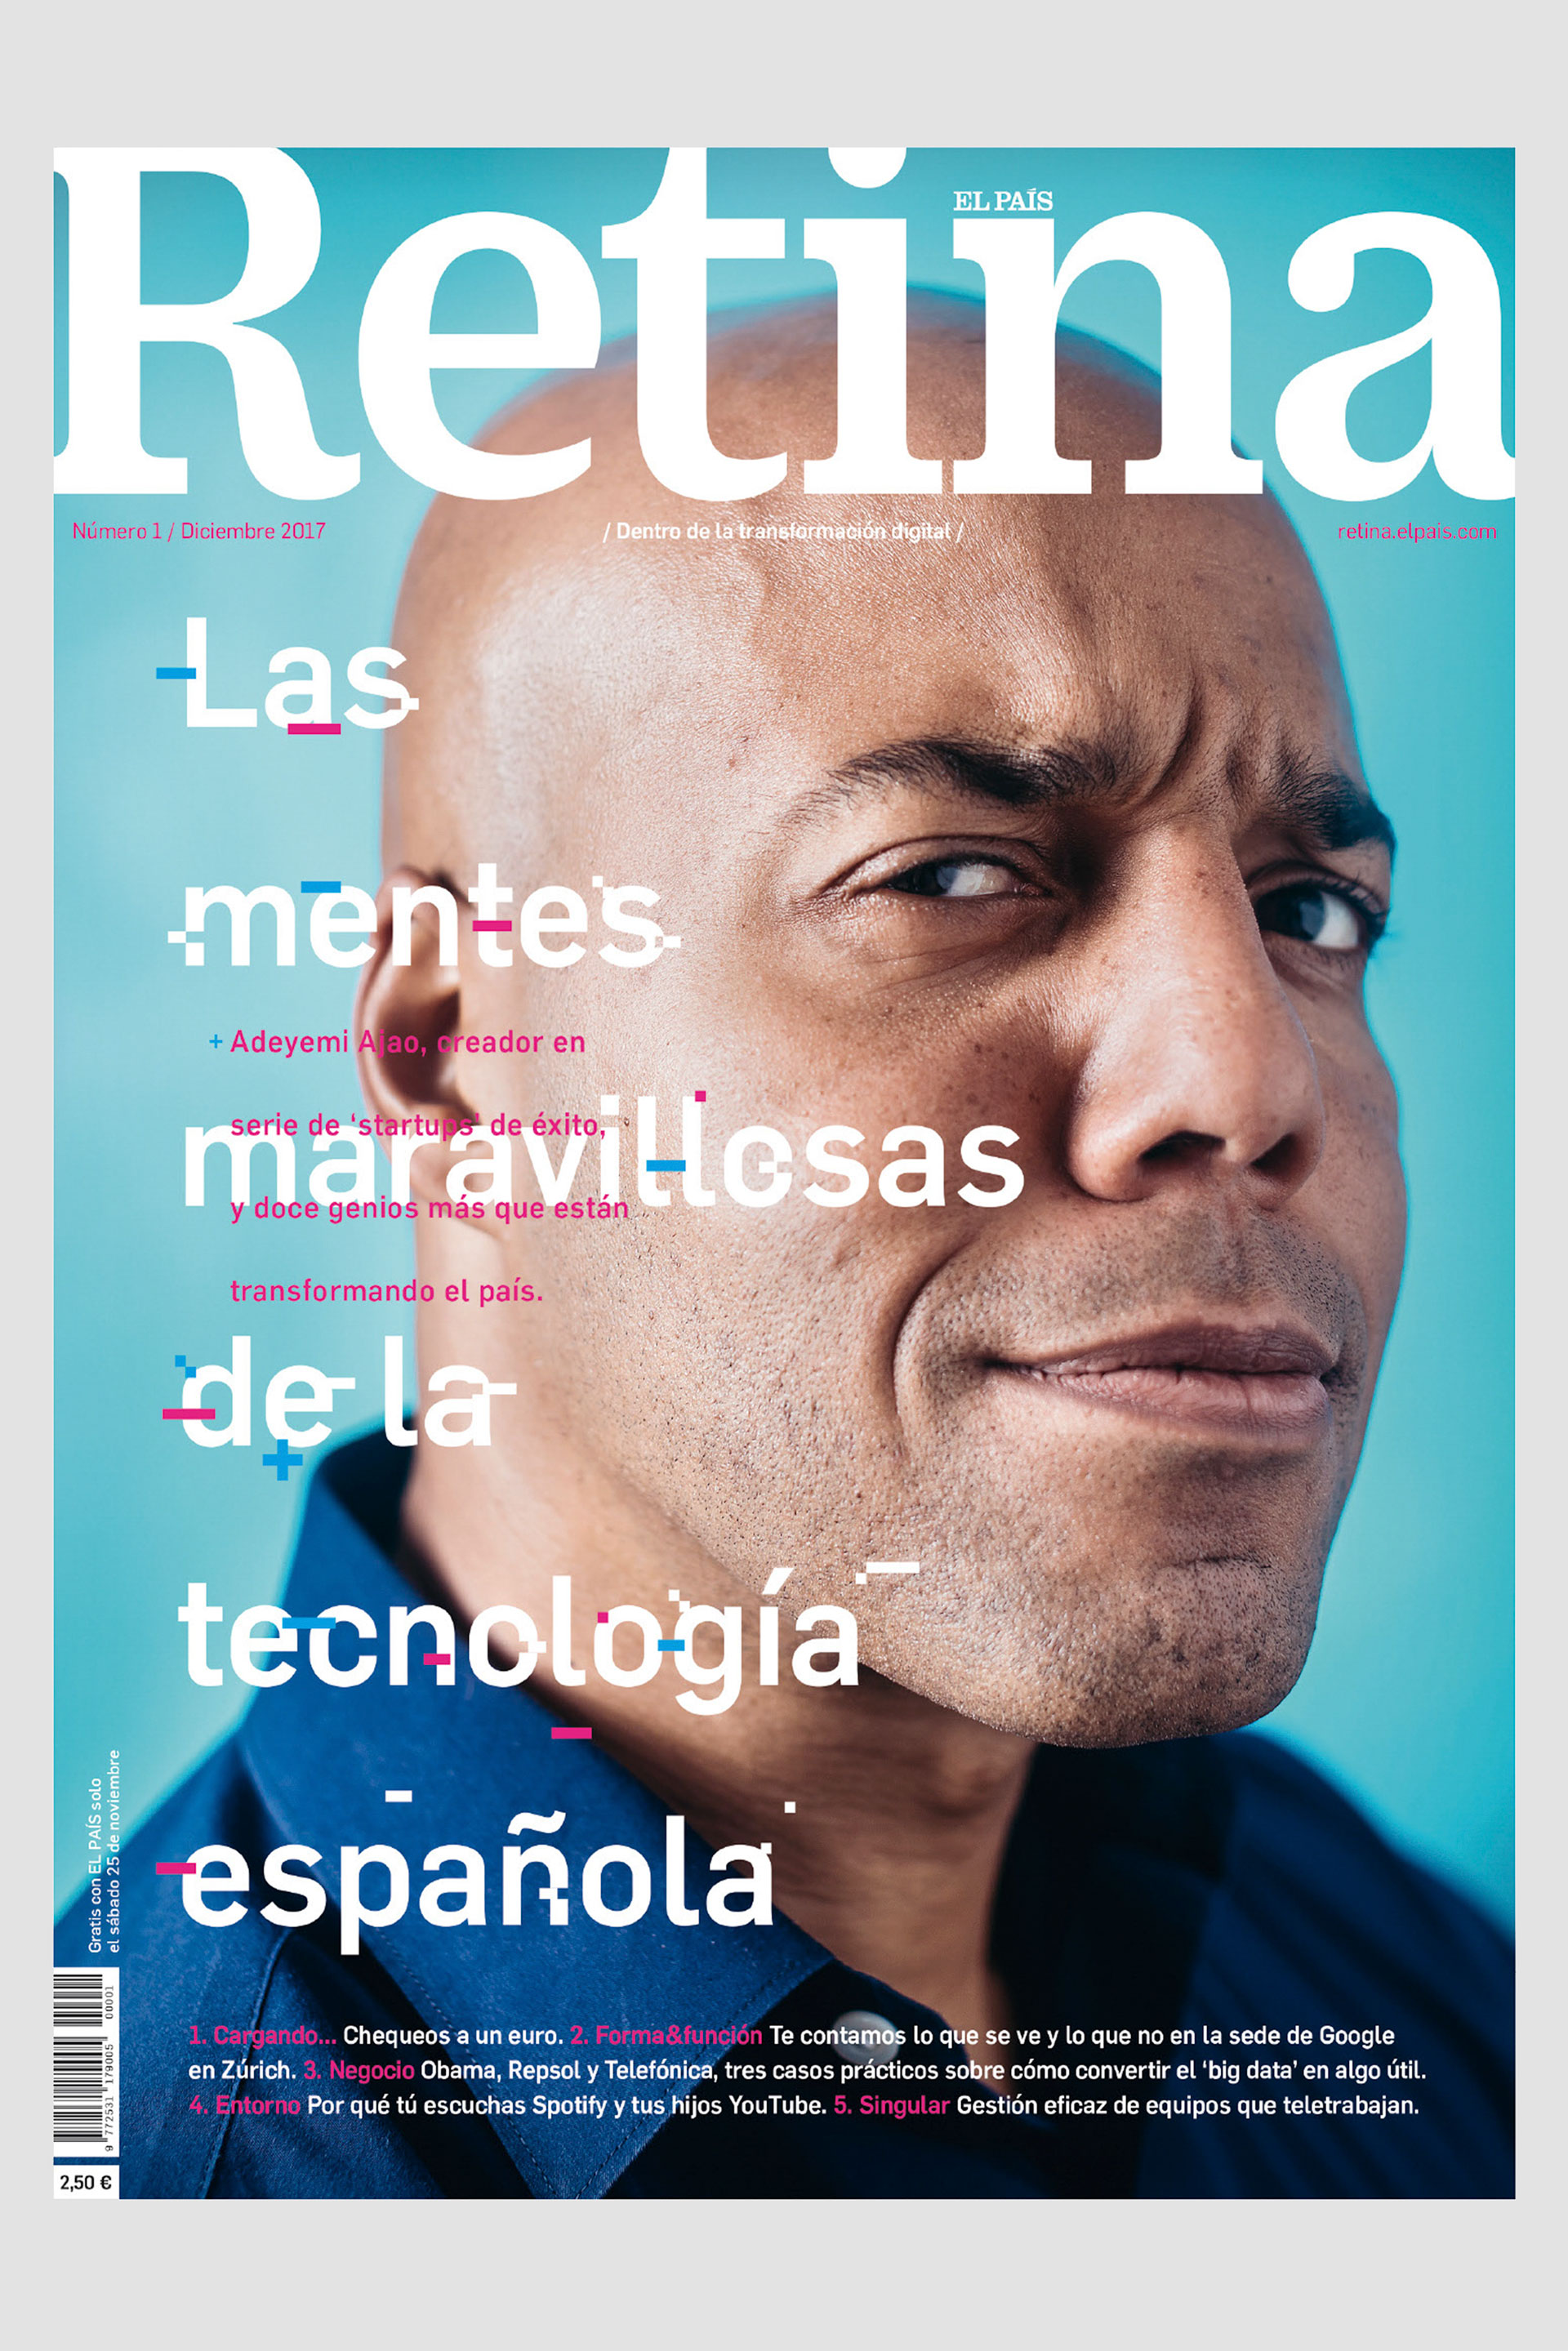 EL PAÍS
Retina
Número 1 / Diciembre 2017
/ Dentro de la transformación digital /
retina.elpais.com
Las
mentes
maravillosas
de la
tecnología
española
+ Adeyemi Ajao, creador en
serie de ‘startups’ de éxito,
y doce genios más que están
transformando el país.
Gratis con EL PAÍS solo
el sábado 25 de noviembre
1. Cargando... Chequeos a un euro. 2. Forma&función Te contamos lo que se ve y lo que no en la sede de Google
en Zúrich. 3. Negocio Obama, Repsol y Telefónica, tres casos prácticos sobre cómo convertir el ‘big data’ en algo útil.
4. Entorno Por qué tú escuchas Spotify y tus hijos YouTube. 5. Singular Gestión eficaz de equipos que teletrabajan.
00001
9 772531 179005
2,50 €